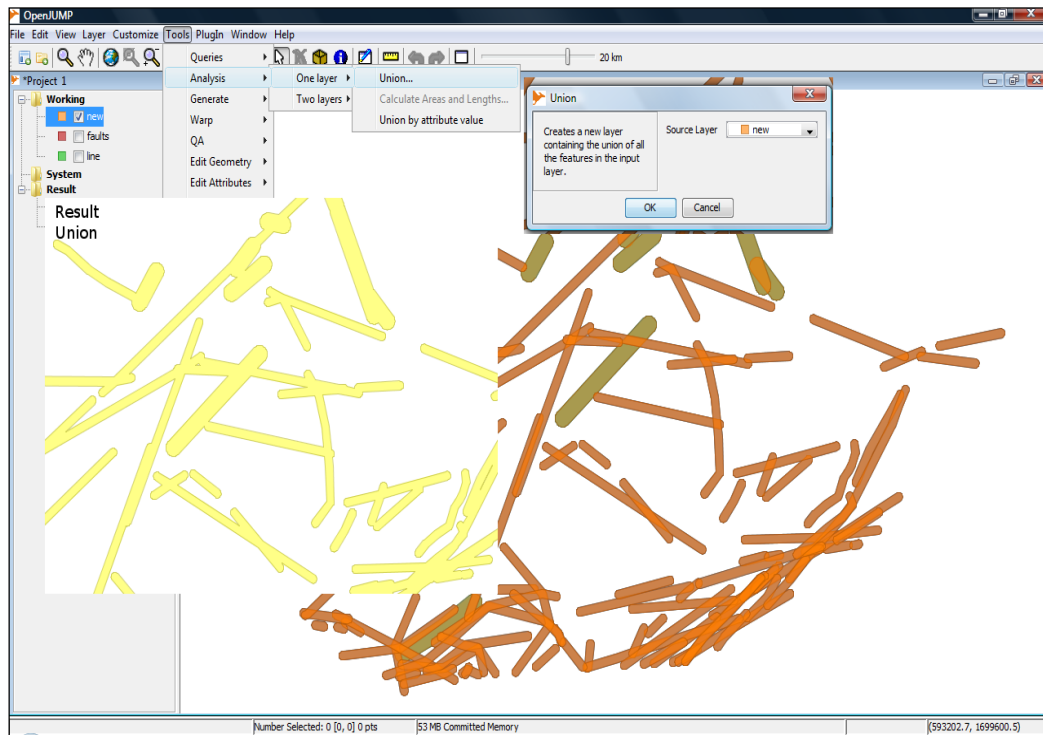 OpenJUMP
File Edit View Layer Customize Tools PlugIn Window Help
20 km
*Project 1
Working
new
faults
line
System
Result
Queries
Analysis
Generate
Warp
QA
Edit Geometry
Edit Attributes
One layer
Two layers
Union...
Calculate Areas and Lengths...
Union by attribute value
Union
Creates a new layer
containing the union of all
the features in the input
layer.
Source Layer
new
OK
Cancel
Result
Union
Number Selected: 0 [0, 0] 0 pts
53 MB Committed Memory
(593202.7, 1699600.5)